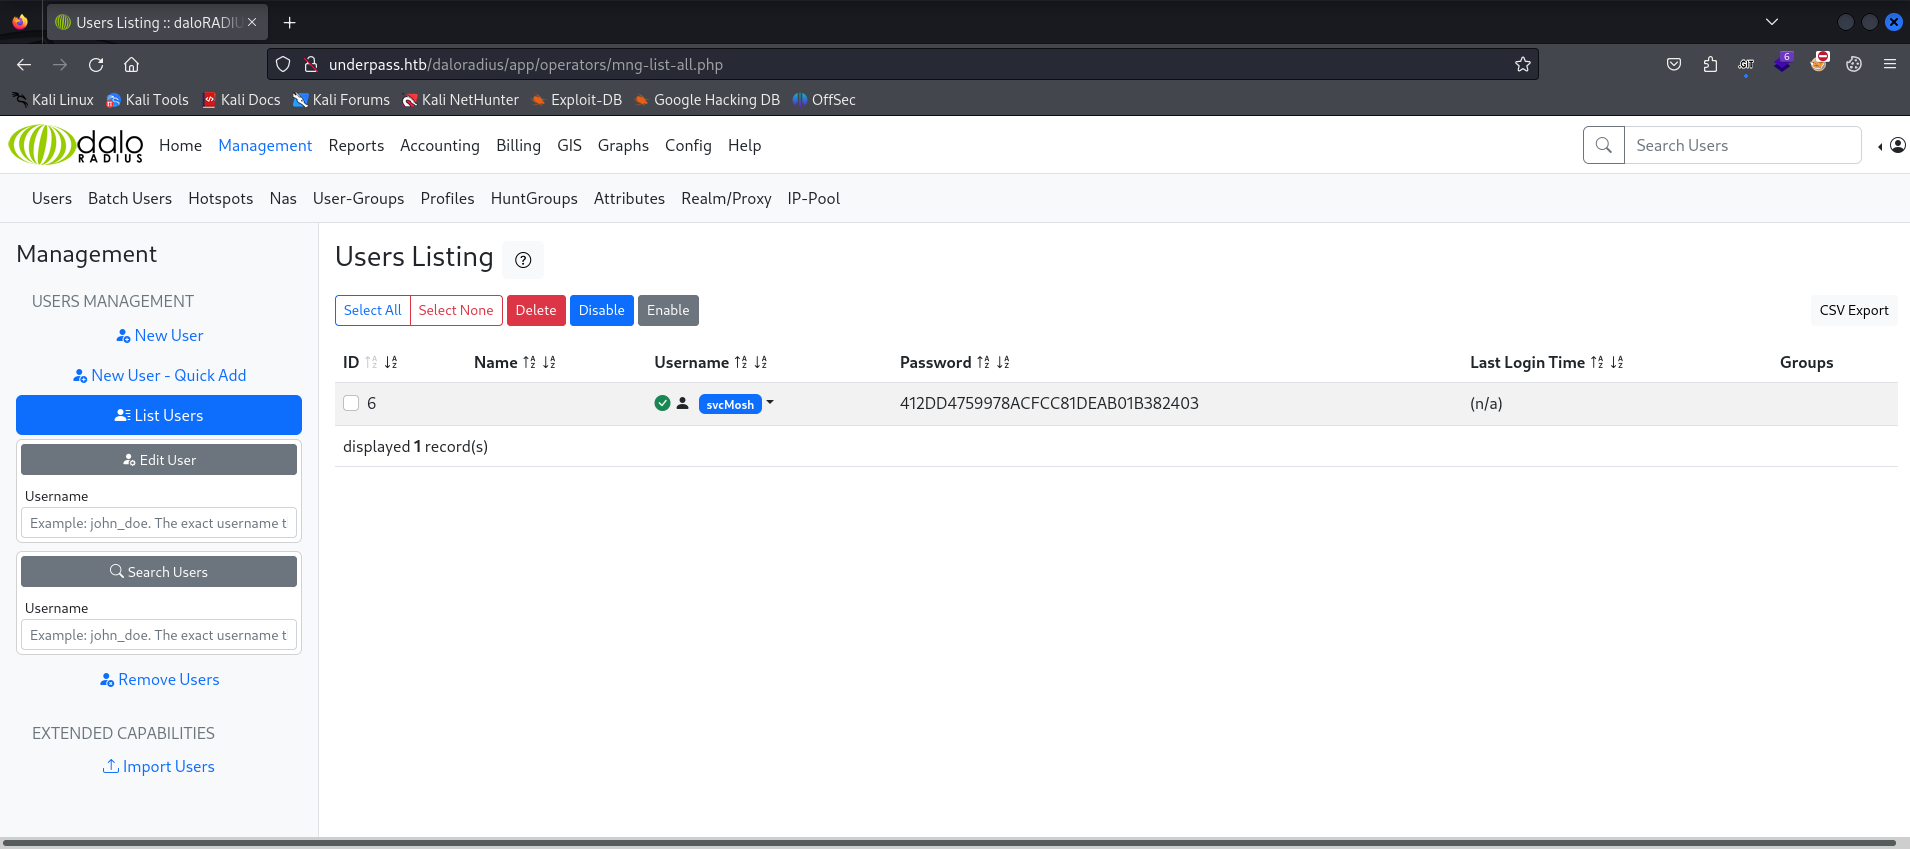 Users Listing :: daloRADIU
underpass.htb/daloradius/app/operators/mng-list-all.php
.GIT
6
Kali Linux Kali Tools Kali Docs Kali Forums Kali NetHunter Exploit-DB Google Hacking DB OffSec
dalo RADIUS Home Management Reports Accounting Billing GIS Graphs Config Help Search Users
Users Batch Users Hotspots Nas User-Groups Profiles HuntGroups Attributes Realm/Proxy IP-Pool
Management
USERS MANAGEMENT
New User
New User - Quick Add
List Users
Edit User
Username
Example: john_doe. The exact username t
Search Users
Username
Example: john_doe. The exact username t
Remove Users
EXTENDED CAPABILITIES
Import Users
Users Listing
Select All Select None Delete Disable Enable CSV Export
ID Name Username Password Last Login Time Groups
6 svcMosh 412DD4759978ACFCC81DEAB01B382403 (n/a)
displayed 1 record(s)